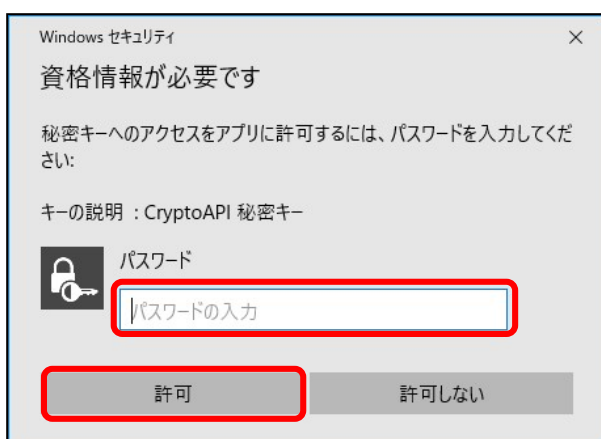 Windows セキュリティ
資格情報が必要です
秘密キーへのアクセスをアプリに許可するには、パスワードを入力してくだ
さい:
キーの説明 : CryptoAPI 秘密キー
パスワード
パスワードの入力
許可
許可しない